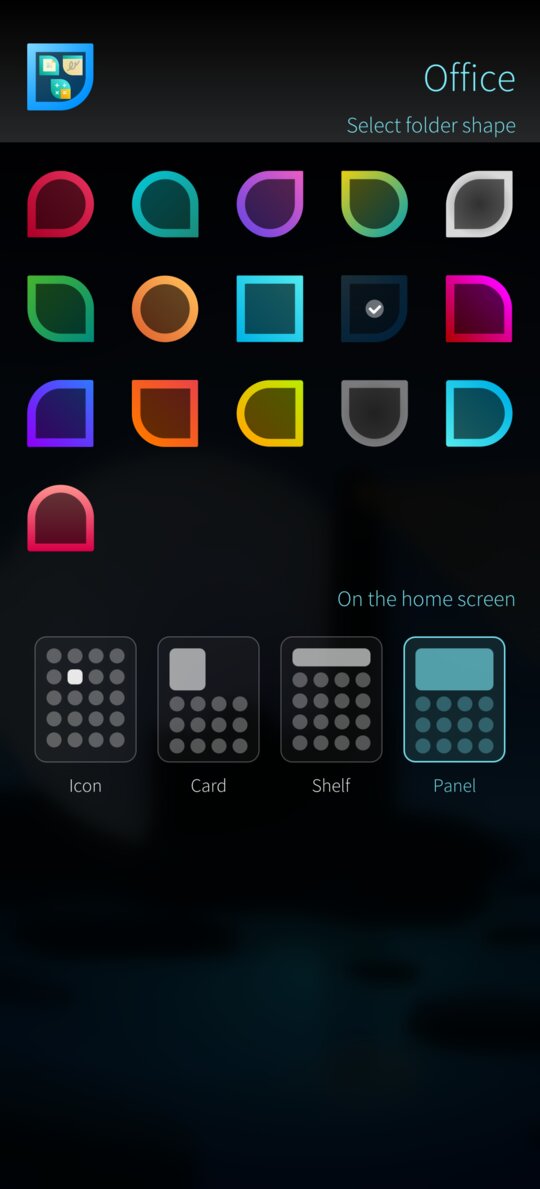 Office
Select folder shape
On the home screen
Icon
Card
Shelf
Panel